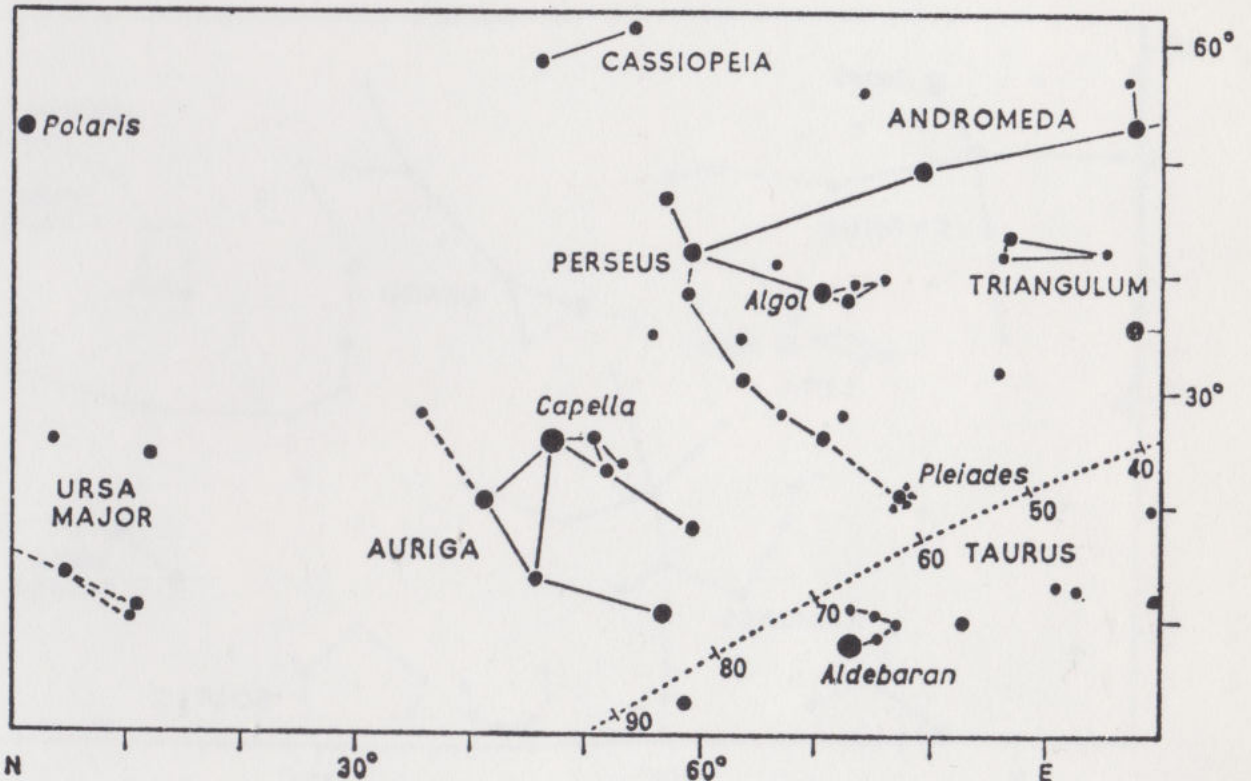 60°
CASSIOPEIA
ANDROMEDA
Polaris
PERSEUS
TRIANGULUM
Algol
30°
Capella
40
Pleiades
URSA
MAJOR
50
AURIGA
60
TAURUS
70
80
Aldebaran
90
N
30°
60°
E